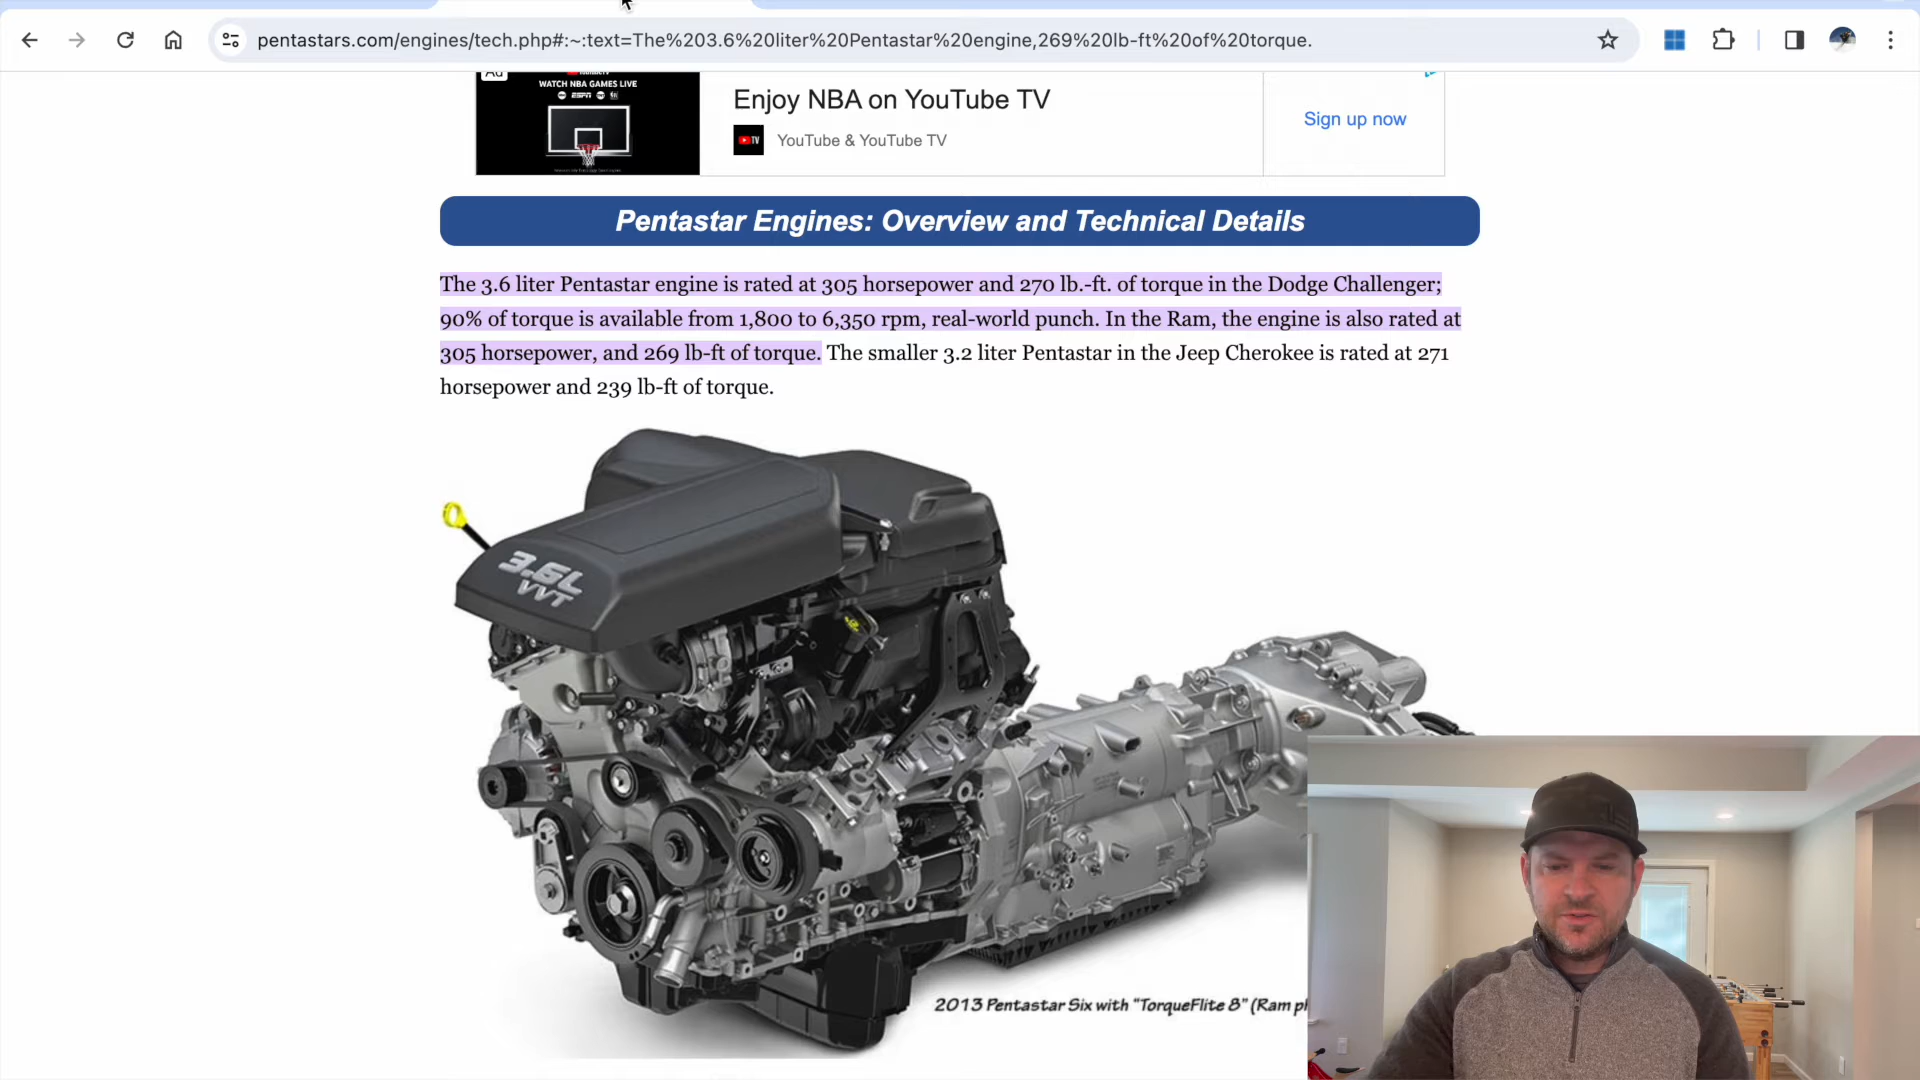 pentastars.com/engines/tech.php#:~:text=The%203.6%20liter%20Pentastar%20engine,269%20lb-ft%20of%20torque.
Ad
WATCH NBA GAMES LIVE
ESPN
Enjoy NBA on YouTube TV
TV
YouTube & YouTube TV
Sign up now
Pentastar Engines: Overview and Technical Details
The 3.6 liter Pentastar engine is rated at 305 horsepower and 270 lb.-ft. of torque in the Dodge Challenger;
90% of torque is available from 1,800 to 6,350 rpm, real-world punch. In the Ram, the engine is also rated at
305 horsepower, and 269 lb-ft of torque. The smaller 3.2 liter Pentastar in the Jeep Cherokee is rated at 271
horsepower and 239 lb-ft of torque.
3.6L
VVT
2013 Pentastar Six with "TorqueFlite 8" (Ram